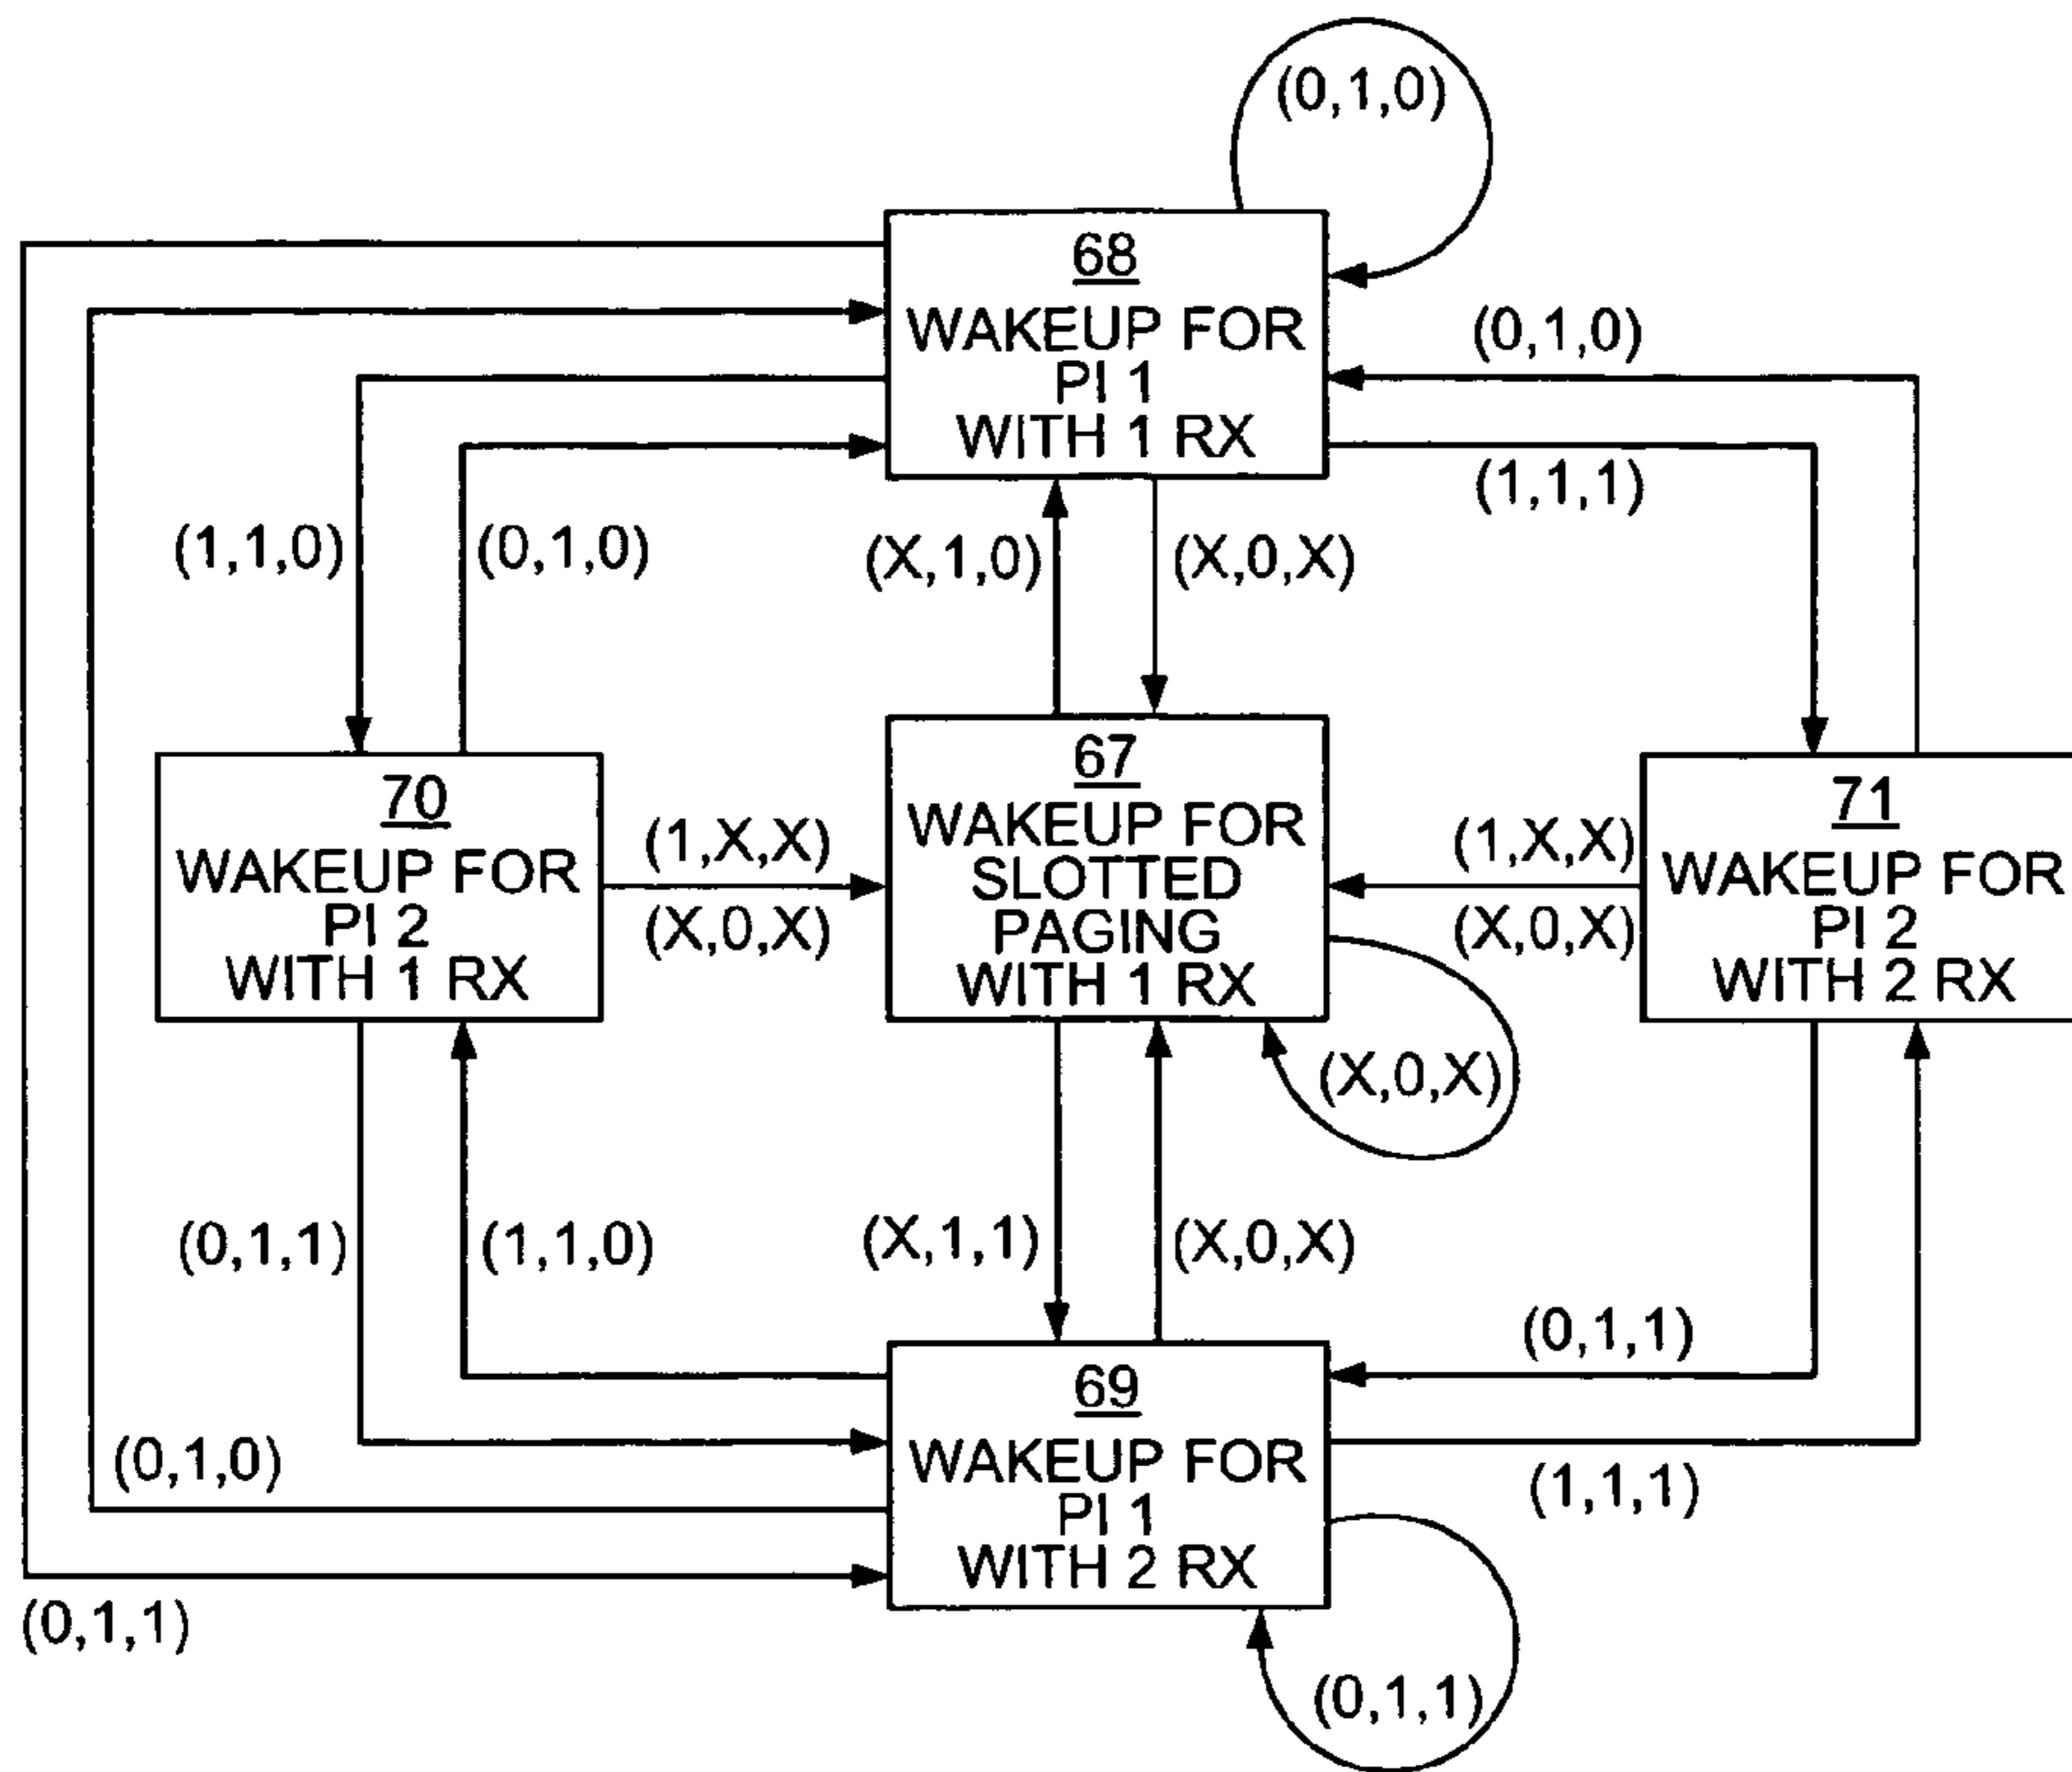 (0,1,0)
68
WAKEUP FOR
PI 1
WITH 1 RX
(0,1,0)
(1,1,1)
(1,1,0)
(0,1,0)
(X,1,0)
(X,0,X)
70
WAKEUP FOR
PI 2
WITH 1 RX
(1,X,X)
(X,0,X)
67
WAKEUP FOR
SLOTTED
PAGING
WITH 1 RX
(1,X,X)
(X,0,X)
71
WAKEUP FOR
PI 2
WITH 2 RX
(X,0,X)
(0,1,1)
(1,1,0)
(X,1,1)
(X,0,X)
(0,1,1)
69
WAKEUP FOR
PI 1
WITH 2 RX
(0,1,0)
(1,1,1)
(0,1,1)
(0,1,1)